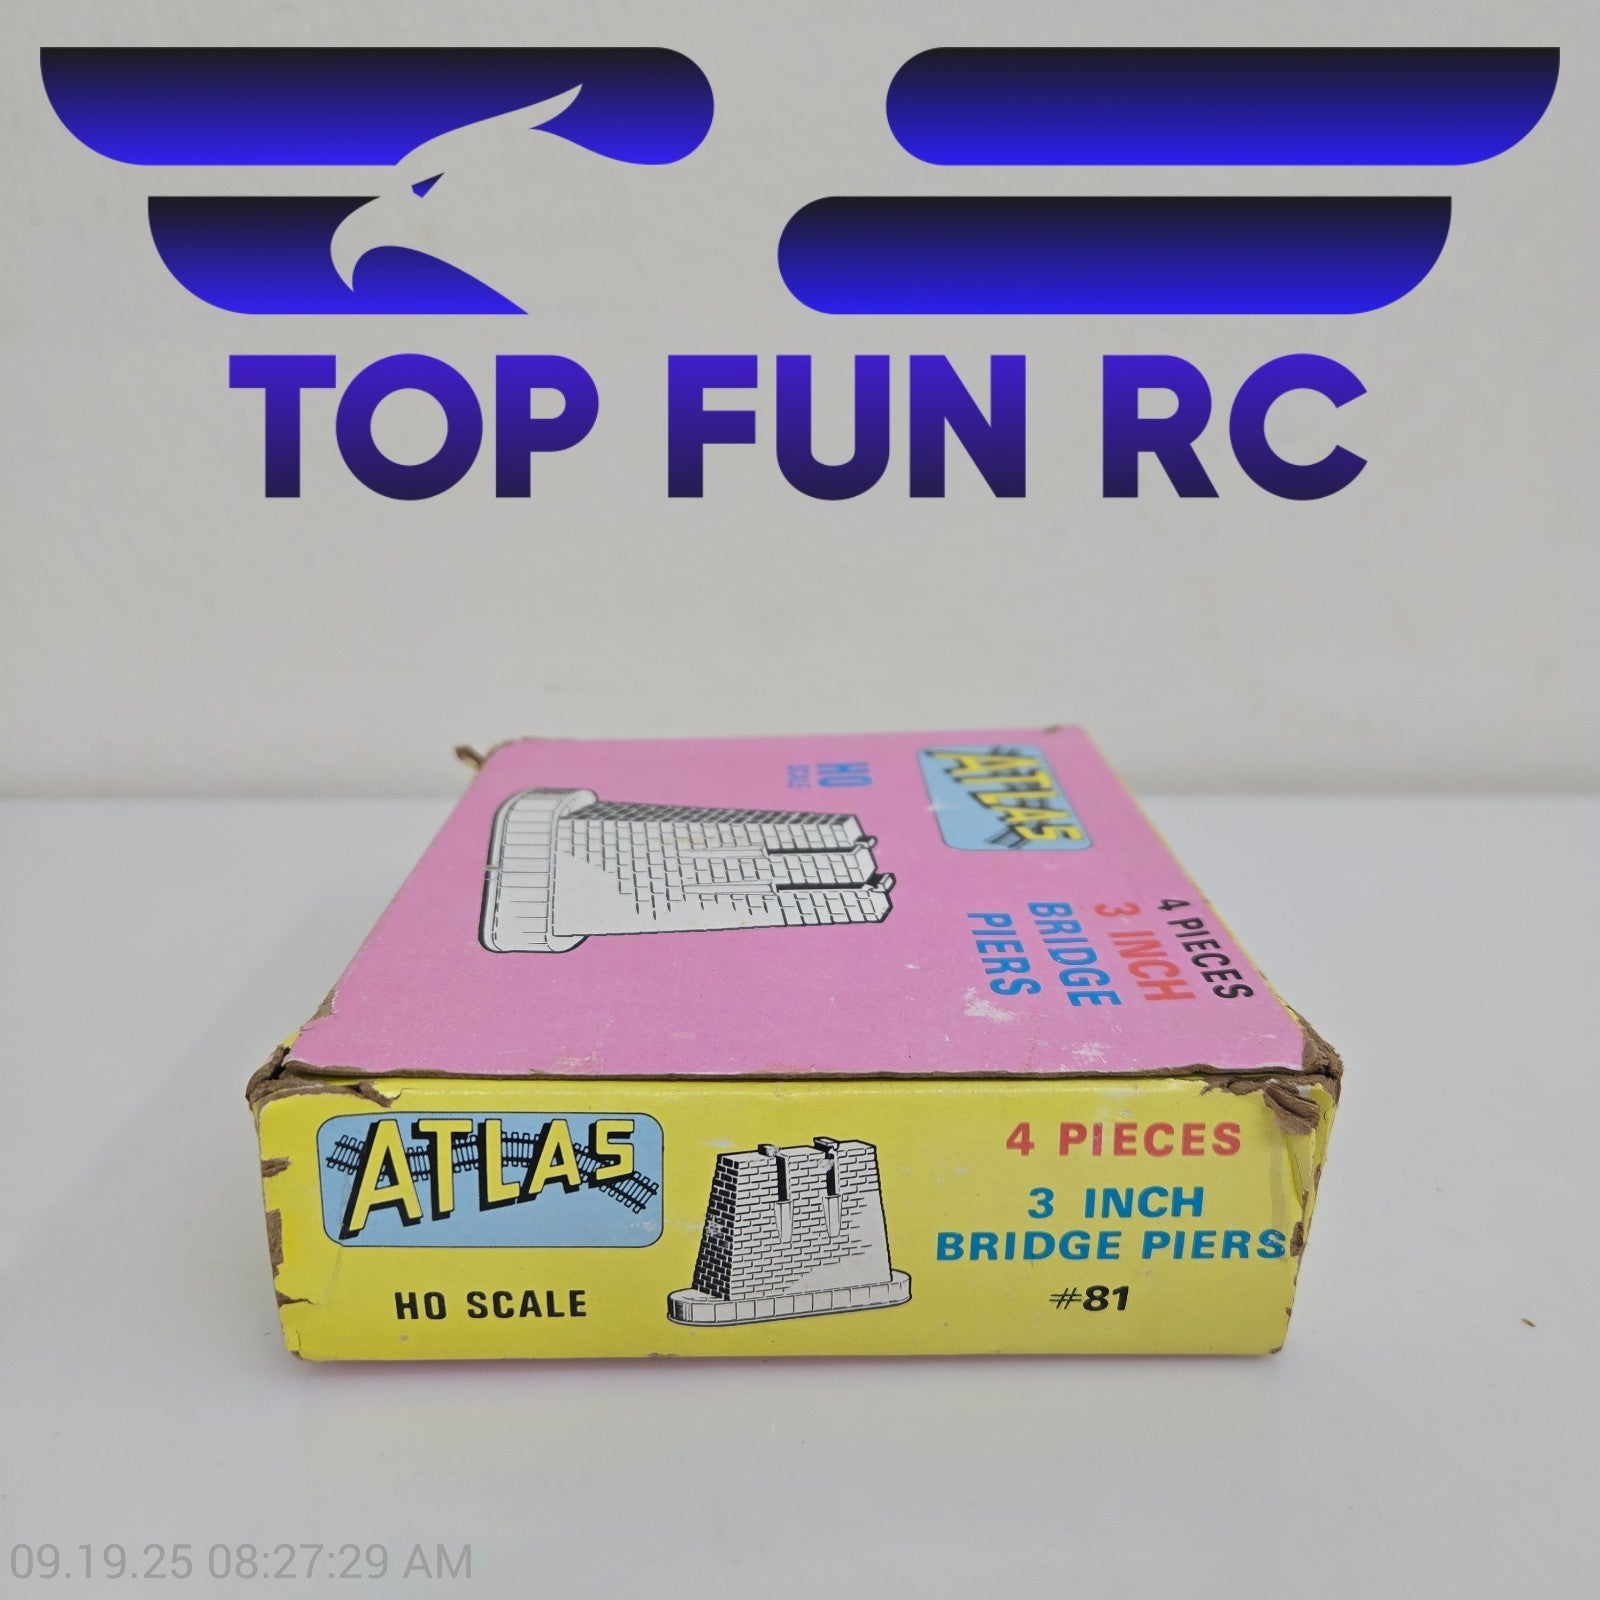 TOP FUN RC
ATLAS
HO
SCALE
4 PIECES
3 INCH
BRIDGE
PIERS
ATLAS
HO SCALE
4 PIECES
3 INCH
BRIDGE PIERS
#81
09.19.25 08:27:29 AM